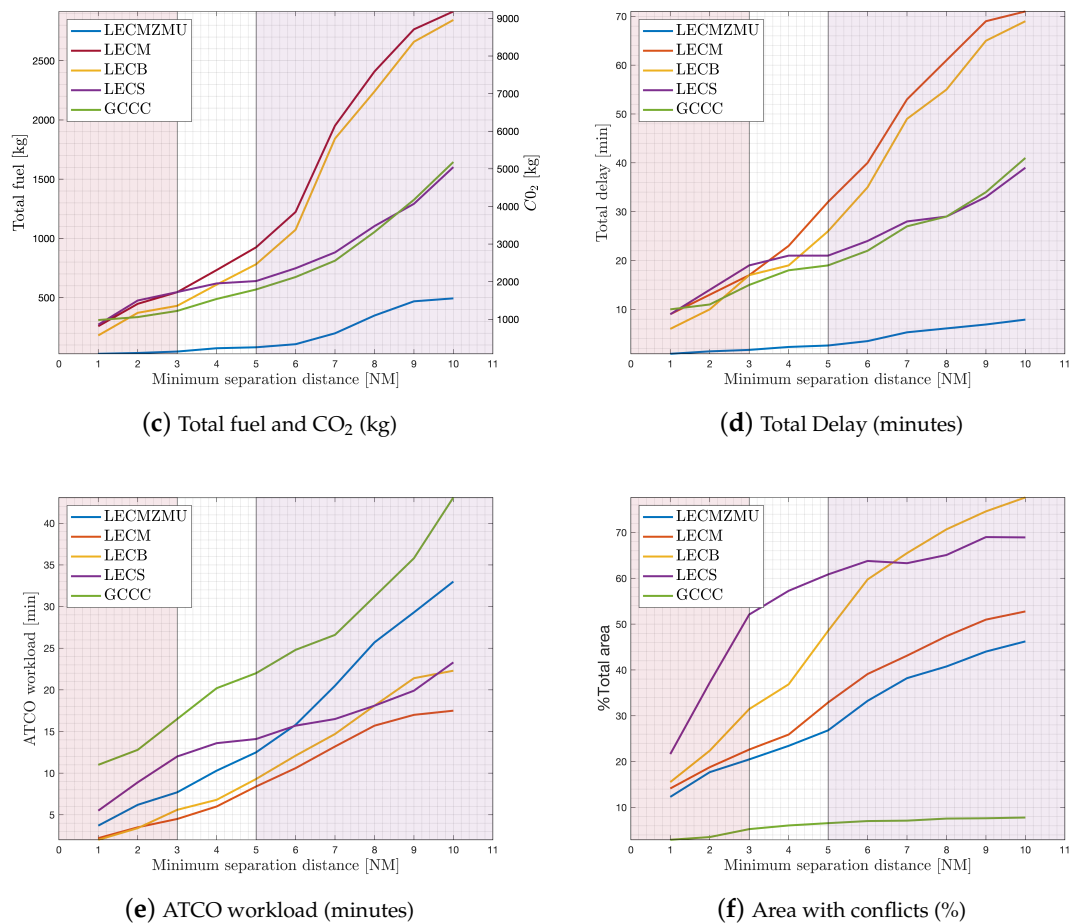 LECMZMU
LECM
LECB
LECS
GCCC
2500
2000
1500
1000
500
Total fuel [kg]
9000
8000
7000
6000
5000
4000
3000
2000
1000
C0₂ [kg]
0 1 2 3 4 5 6 7 8 9 10 11
Minimum separation distance [NM]
(c) Total fuel and CO₂ (kg)
LECMZMU
LECM
LECB
LECS
GCCC
70
60
50
40
30
20
10
Total delay [min]
0 1 2 3 4 5 6 7 8 9 10 11
Minimum separation distance [NM]
(d) Total Delay (minutes)
LECMZMU
LECM
LECB
LECS
GCCC
40
35
30
25
20
15
10
5
ATCO workload [min]
0 1 2 3 4 5 6 7 8 9 10 11
Minimum separation distance [NM]
(e) ATCO workload (minutes)
LECMZMU
LECM
LECB
LECS
GCCC
70
60
50
40
30
20
10
%Total area
0 1 2 3 4 5 6 7 8 9 10 11
Minimum separation distance [NM]
(f) Area with conflicts (%)